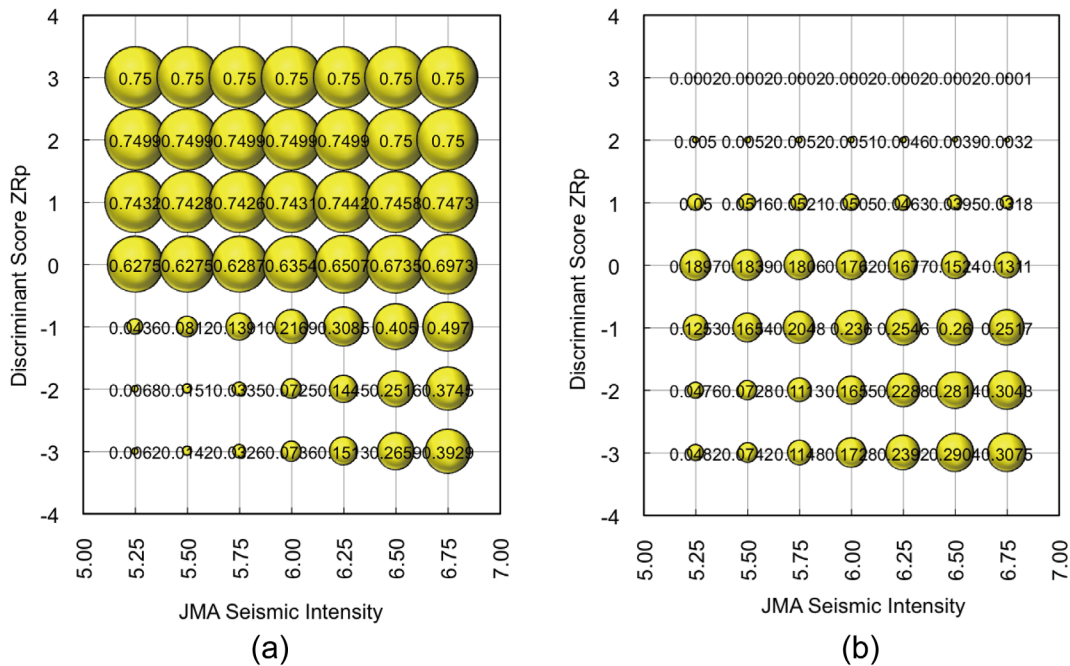 4
3 0.75 0.75 0.75 0.75 0.75 0.75 0.75
2 0.7499 0.7499 0.7499 0.7499 0.7499 0.75 0.75
1 0.7432 0.7428 0.7426 0.7431 0.7442 0.7458 0.7473
0 0.6275 0.6275 0.6287 0.6354 0.6507 0.6735 0.6973
-1 0.0436 0.0812 0.1391 0.2169 0.3085 0.405 0.497
-2 0.0068 0.0151 0.0335 0.0725 0.1445 0.2516 0.3745
-3 0.0062 0.0142 0.0326 0.0736 0.1513 0.2659 0.3929
-4
Discriminant Score ZRp
5.00 5.25 5.50 5.75 6.00 6.25 6.50 6.75 7.00
JMA Seismic Intensity
(a)
4
3 0.0002 0.0002 0.0002 0.0002 0.0002 0.0002 0.0001
2 0.005 0.0052 0.0052 0.0051 0.0046 0.0039 0.0032
1 0.05 0.0516 0.0521 0.0505 0.0463 0.0395 0.0318
0 0.1897 0.1839 0.1806 0.1762 0.1677 0.1524 0.1311
-1 0.1253 0.1654 0.2048 0.236 0.2546 0.26 0.2517
-2 0.0476 0.0728 0.1113 0.1655 0.2288 0.2814 0.3043
-3 0.0482 0.0742 0.1148 0.1728 0.2392 0.2904 0.3075
-4
Discriminant Score ZRp
5.00 5.25 5.50 5.75 6.00 6.25 6.50 6.75 7.00
JMA Seismic Intensity
(b)